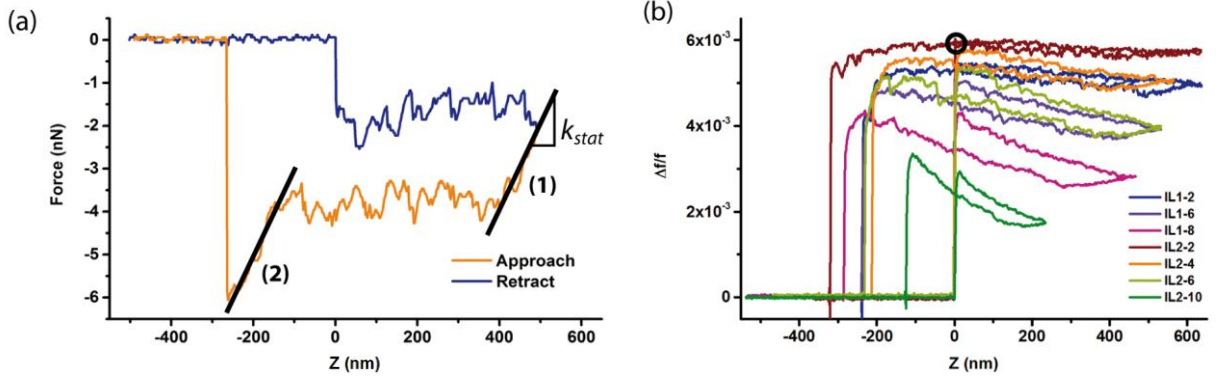 (a)
0
-1
-2
-3
-4
-5
-6
Force (nN)
k_stat
(1)
(2)
Approach
Retract
-400 -200 0 200 400 600
Z (nm)
(b)
6x10^-3
4x10^-3
2x10^-3
0
Δf/f
IL1-2
IL1-6
IL1-8
IL2-2
IL2-4
IL2-6
IL2-10
-400 -200 0 200 400 600
Z (nm)